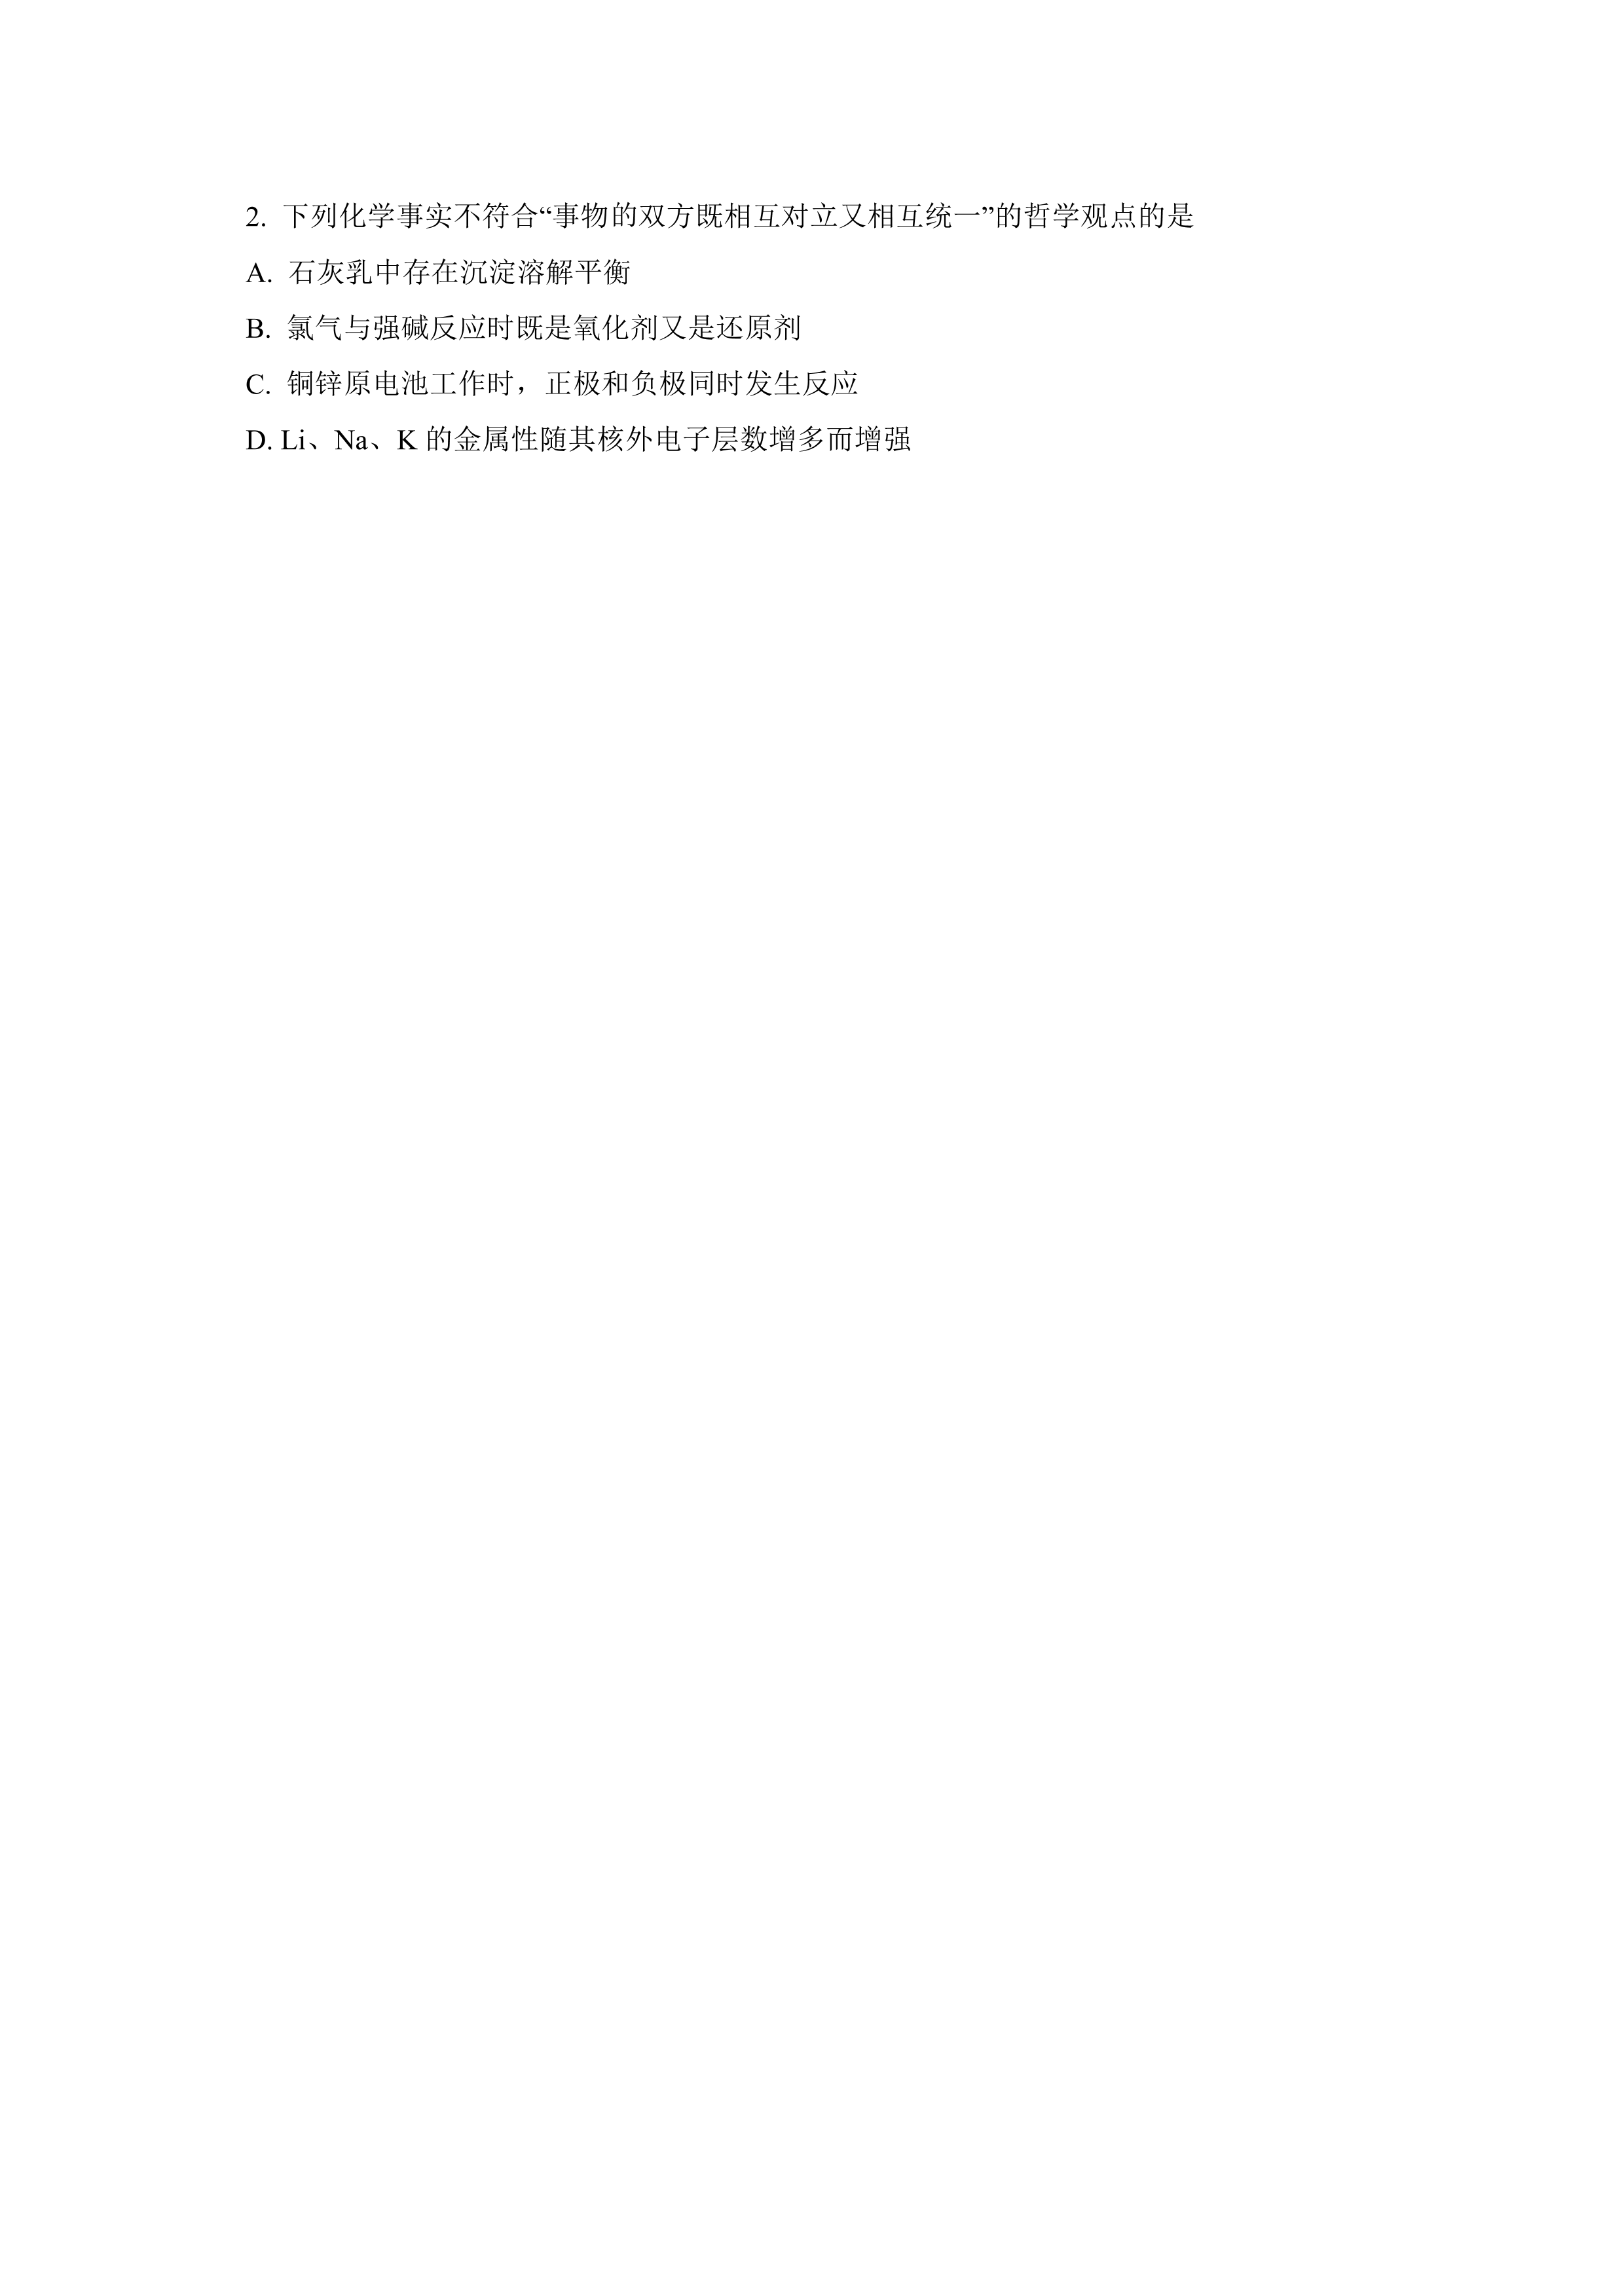 2. 下列化学事实不符合“事物的双方既相互对立又相互统一”的哲学观点的是
A. 石灰乳中存在沉淀溶解平衡
B. 氯气与强碱反应时既是氧化剂又是还原剂
C. 铜锌原电池工作时，正极和负极同时发生反应
D. Li、Na、K 的金属性随其核外电子层数增多而增强